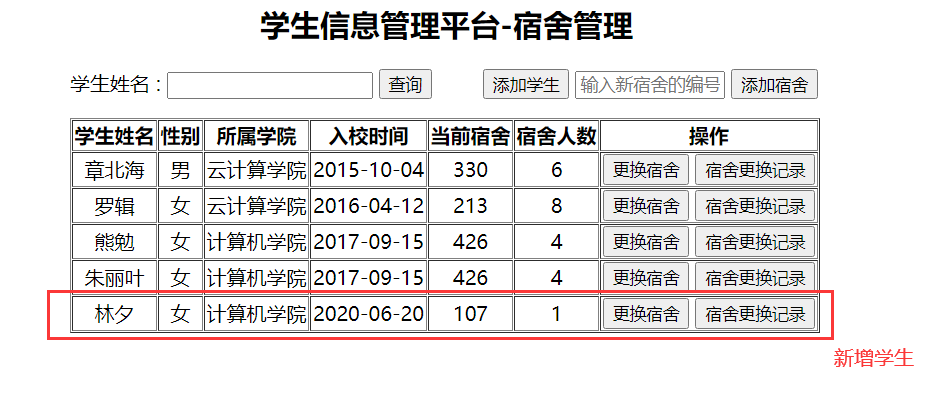 学生信息管理平台-宿舍管理
学生姓名： 查询 添加学生 输入新宿舍的编号 添加宿舍
学生姓名 性别 所属学院 入校时间 当前宿舍 宿舍人数 操作
章北海 男 云计算学院 2015-10-04 330 6 更换宿舍 宿舍更换记录
罗辑 女 云计算学院 2016-04-12 213 8 更换宿舍 宿舍更换记录
熊勉 女 计算机学院 2017-09-15 426 4 更换宿舍 宿舍更换记录
朱丽叶 女 计算机学院 2017-09-15 426 4 更换宿舍 宿舍更换记录
林夕 女 计算机学院 2020-06-20 107 1 更换宿舍 宿舍更换记录
新增学生